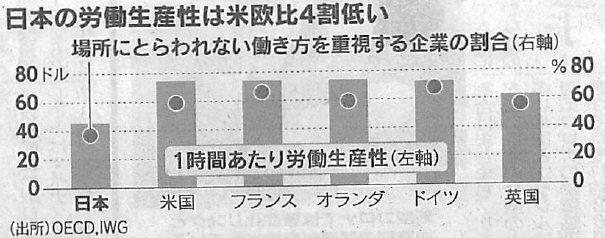 日本の労働生産性は米欧比4割低い
場所にとらわれない働き方を重視する企業の割合(右軸)
80ドル
60
40
20
0
%80
60
40
20
0
1時間あたり労働生産性(左軸)
日本 米国 フランス オランダ ドイツ 英国
(出所)OECD,IWG